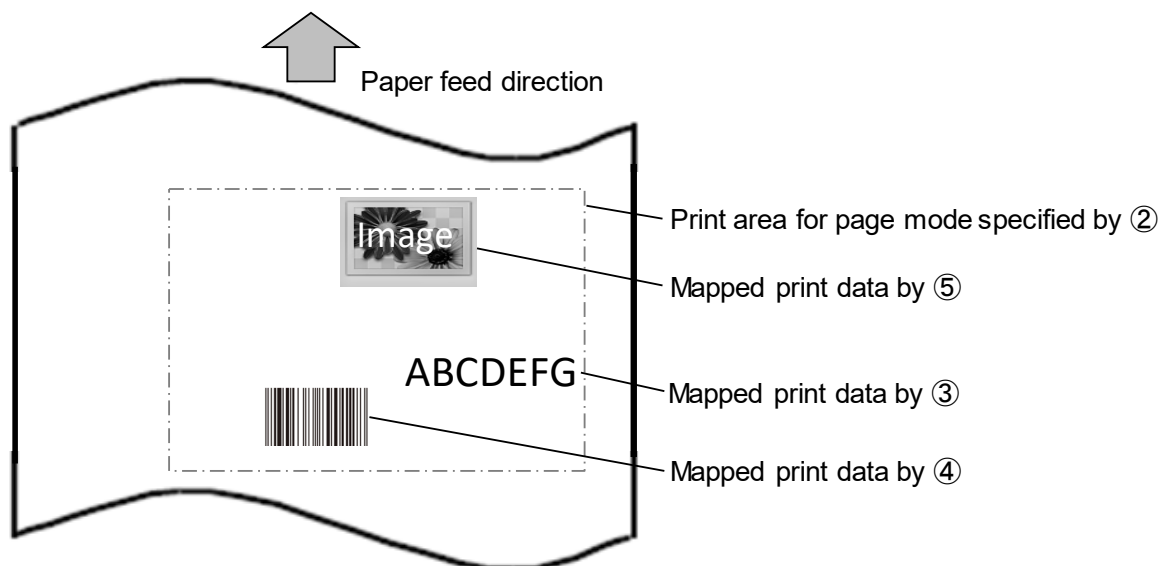 Paper feed direction
Print area for page mode specified by ②
Image
Mapped print data by ⑤
ABCDEFG
Mapped print data by ③
Mapped print data by ④